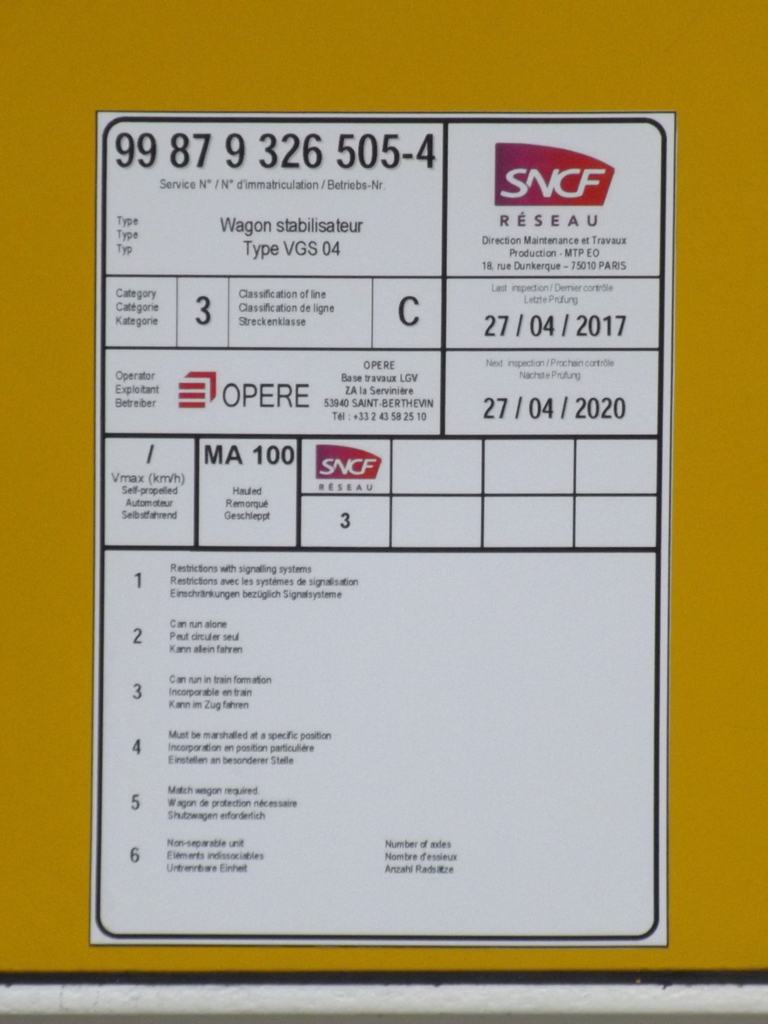 99 87 9 326 505-4
Service N° / N° d'immatriculation / Betriebs-Nr.
Type
Type
Typ
Wagon stabilisateur
Type VGS 04
SNCF
RÉSEAU
Direction Maintenance et Travaux
Production - MTP EO
18, rue Dunkerque – 75010 PARIS
Category
Catégorie
Kategorie
3
Classification of line
Classification de ligne
Streckenklasse
C
Last inspection / Dernier contrôle
Letzte Prüfung
27 / 04 / 2017
Operator
Exploitant
Betreiber
OPERE
OPERE
Base travaux LGV
ZA la Servinière
53940 SAINT-BERTHEVIN
Tél : +33 2 43 58 25 10
Next inspection / Prochain contrôle
Nächste Prüfung
27 / 04 / 2020
/
Vmax (km/h)
Self-propelled
Automoteur
Selbstfahrend
MA 100
Hauled
Remorqué
Geschleppt
SNCF
RÉSEAU
3
1
Restrictions with signalling systems
Restrictions avec les systèmes de signalisation
Einschränkungen bezüglich Signalsysteme
2
Can run alone
Peut circuler seul
Kann allein fahren
3
Can run in train formation
Incorporable en train
Kann im Zug fahren
4
Must be marshalled at a specific position
Incorporation en position particulière
Einstellen an besonderer Stelle
5
Match wagon required
Wagon de protection nécessaire
Shutzwagen erforderlich
6
Non-separable unit
Eléments indissociables
Untrennbare Einheit
Number of axles
Nombre d'essieux
Anzahl Radsätze